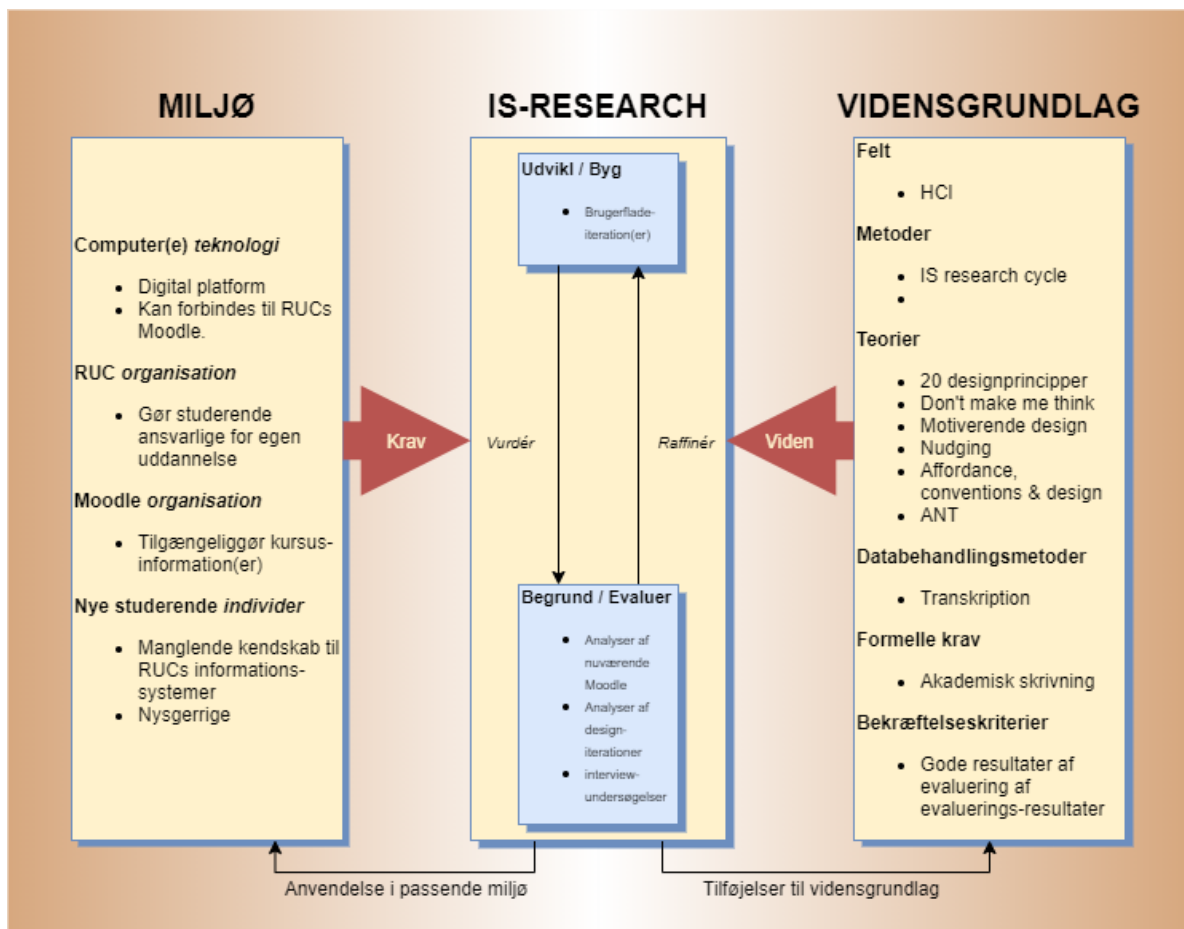 MILJØ
Computer(e) teknologi
• Digital platform
• Kan forbindes til RUCs
Moodle.
RUC organisation
• Gør studerende
ansvarlige for egen
uddannelse
Moodle organisation
• Tilgængeliggør kursus-
information(er)
Nye studerende individer
• Manglende kendskab til
RUCs informations-
systemer
• Nysgerrige
Krav
IS-RESEARCH
Udvikl / Byg
• Brugerflade-
iteration(er)
Vurdér
Raffinér
Begrund / Evaluer
• Analyser af
nuværende
Moodle
• Analyser af
design-
iterationer
• interview-
undersøgelser
Viden
VIDENSGRUNDLAG
Felt
• HCI
Metoder
• IS research cycle
•
Teorier
• 20 designprincipper
• Don't make me think
• Motiverende design
• Nudging
• Affordance,
conventions & design
• ANT
Databehandlingsmetoder
• Transkription
Formelle krav
• Akademisk skrivning
Bekræftelseskriterier
• Gode resultater af
evaluering af
evaluerings-resultater
Anvendelse i passende miljø
Tilføjelser til vidensgrundlag